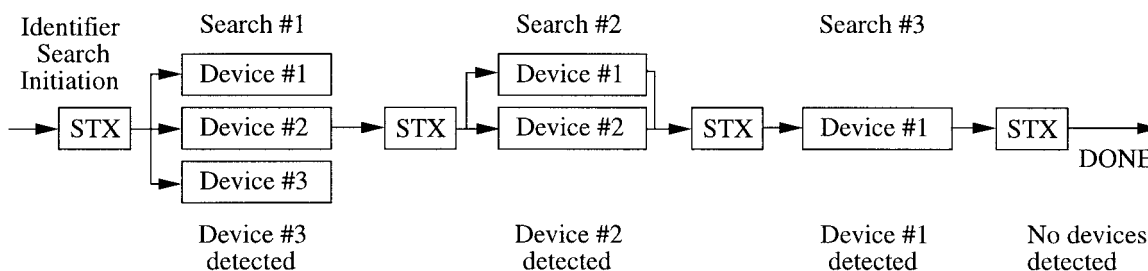 Identifier
Search
Initiation
Search #1
Search #2
Search #3
STX
Device #1
Device #2
Device #3
STX
Device #1
Device #2
STX
Device #1
STX
DONE
Device #3
detected
Device #2
detected
Device #1
detected
No devices
detected